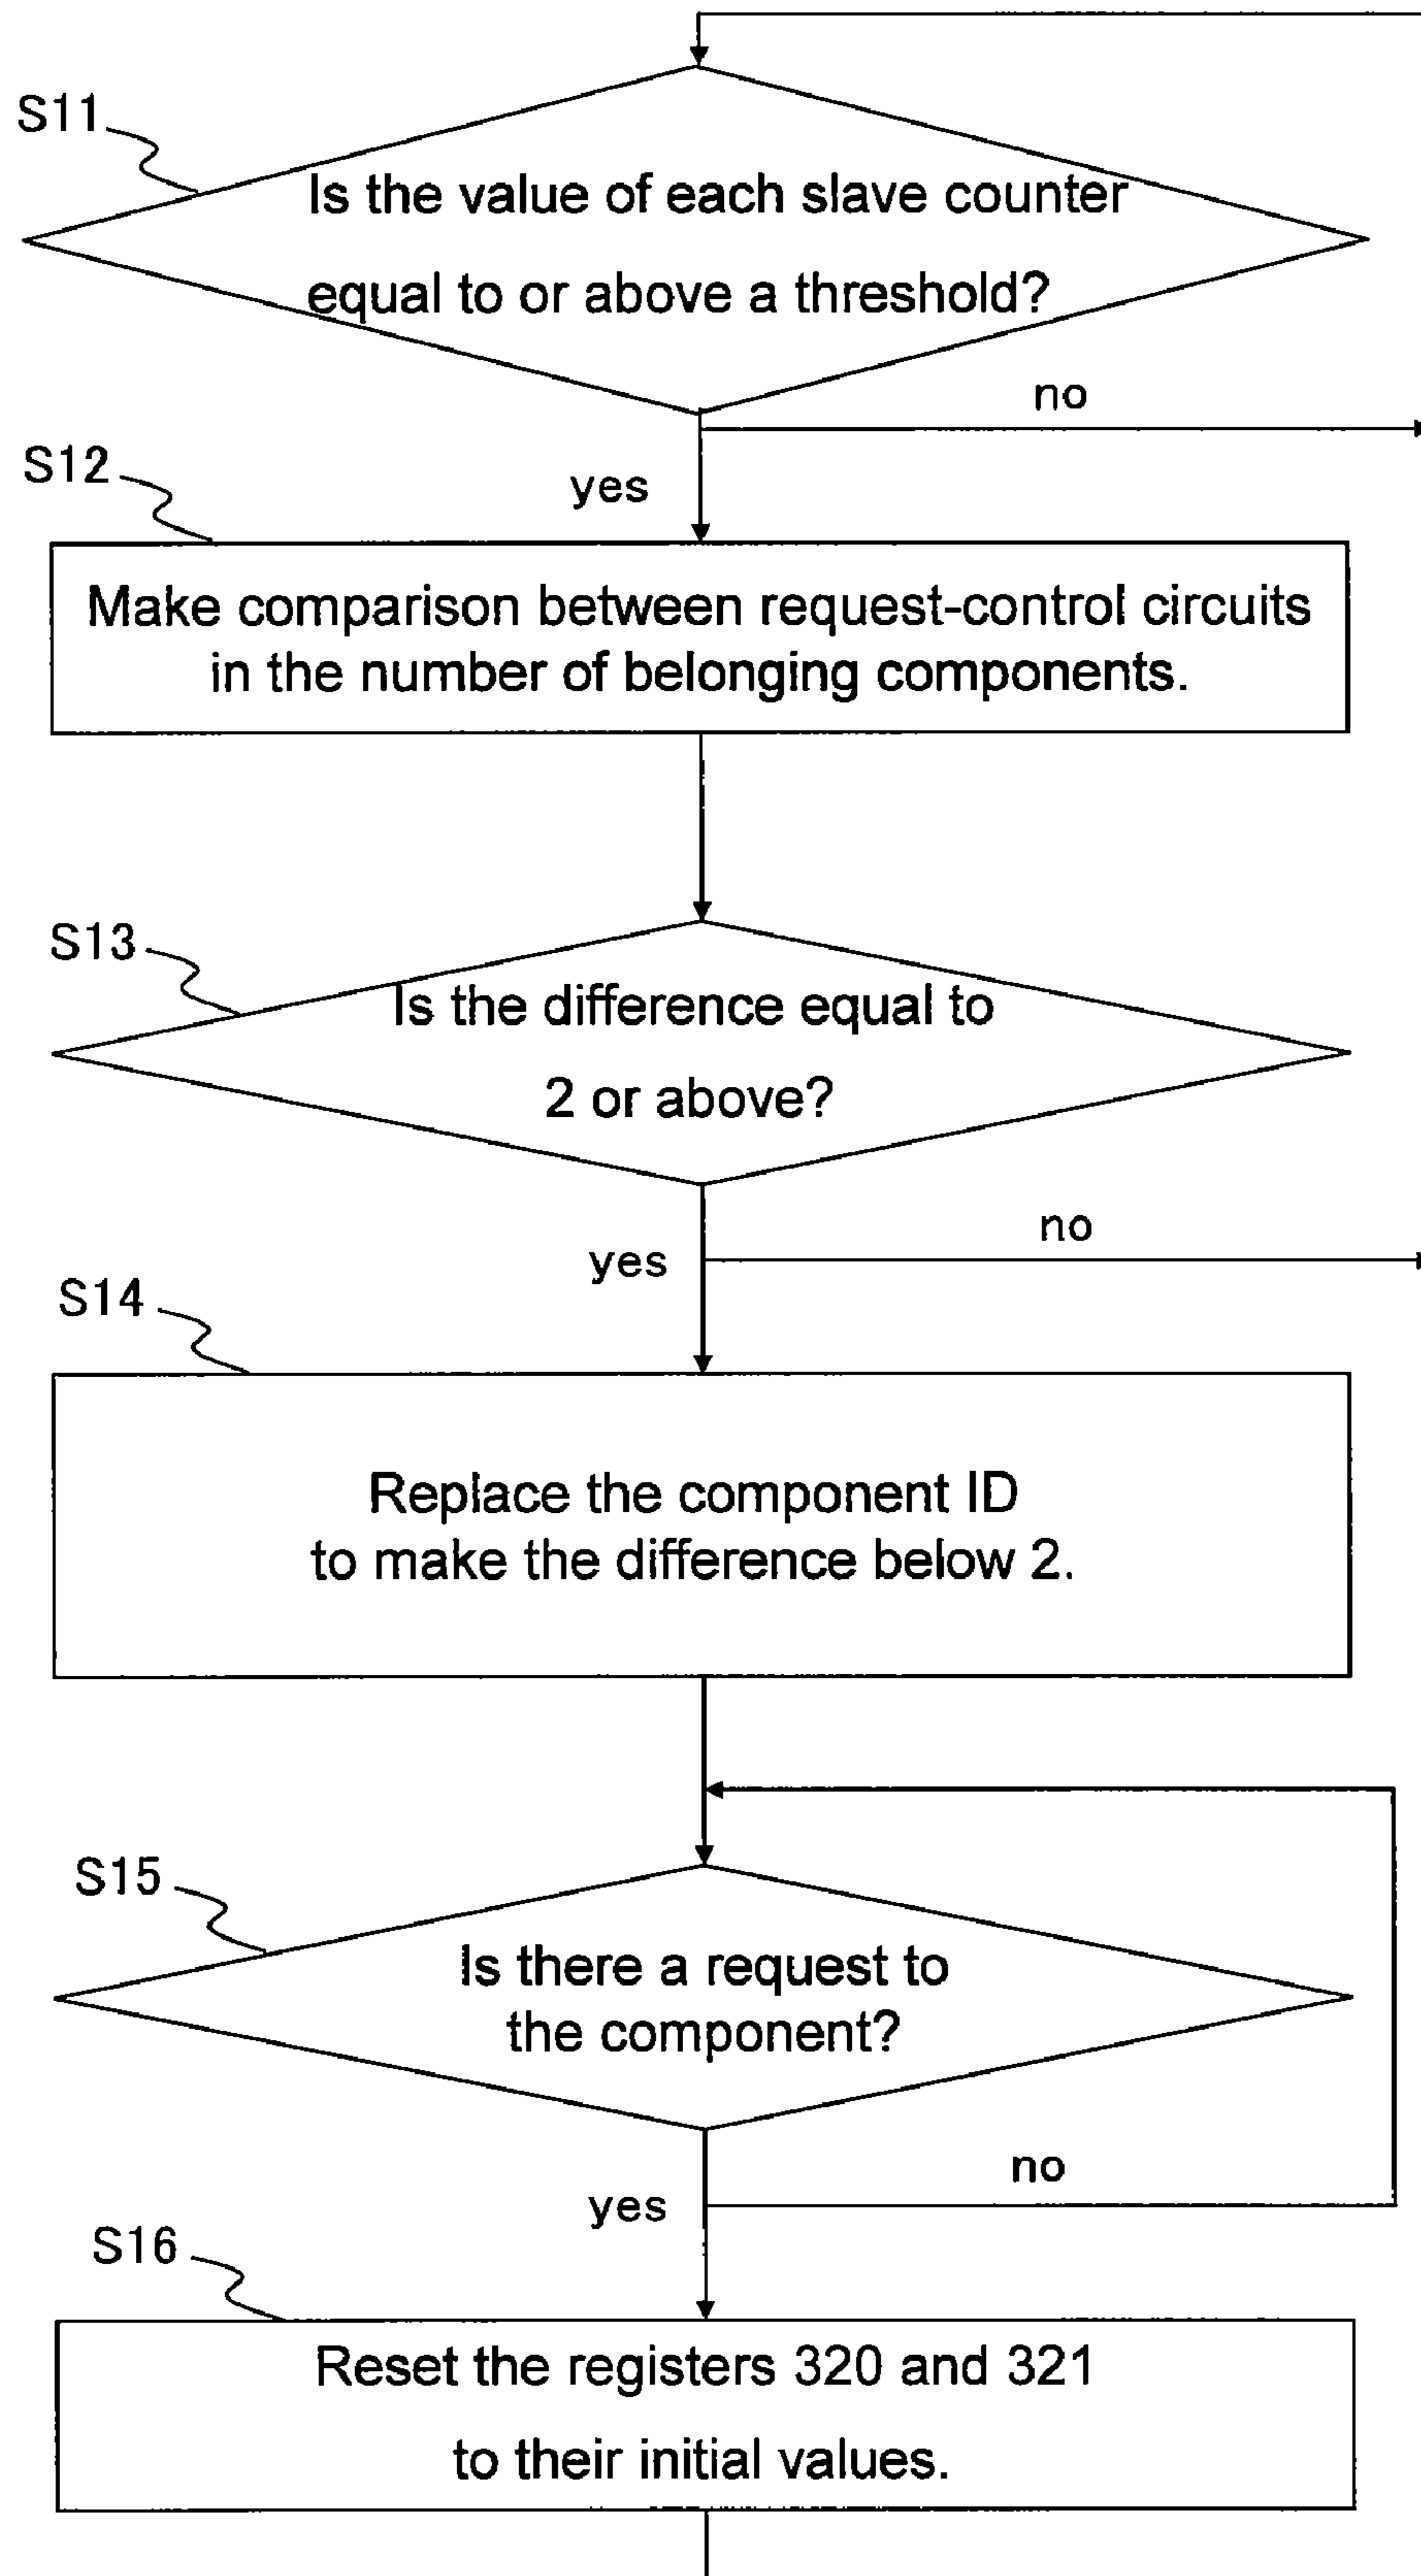 S11
Is the value of each slave counter
equal to or above a threshold?
no
S12
yes
Make comparison between request-control circuits
in the number of belonging components.
S13
Is the difference equal to
2 or above?
no
yes
S14
Replace the component ID
to make the difference below 2.
S15
Is there a request to
the component?
no
yes
S16
Reset the registers 320 and 321
to their initial values.